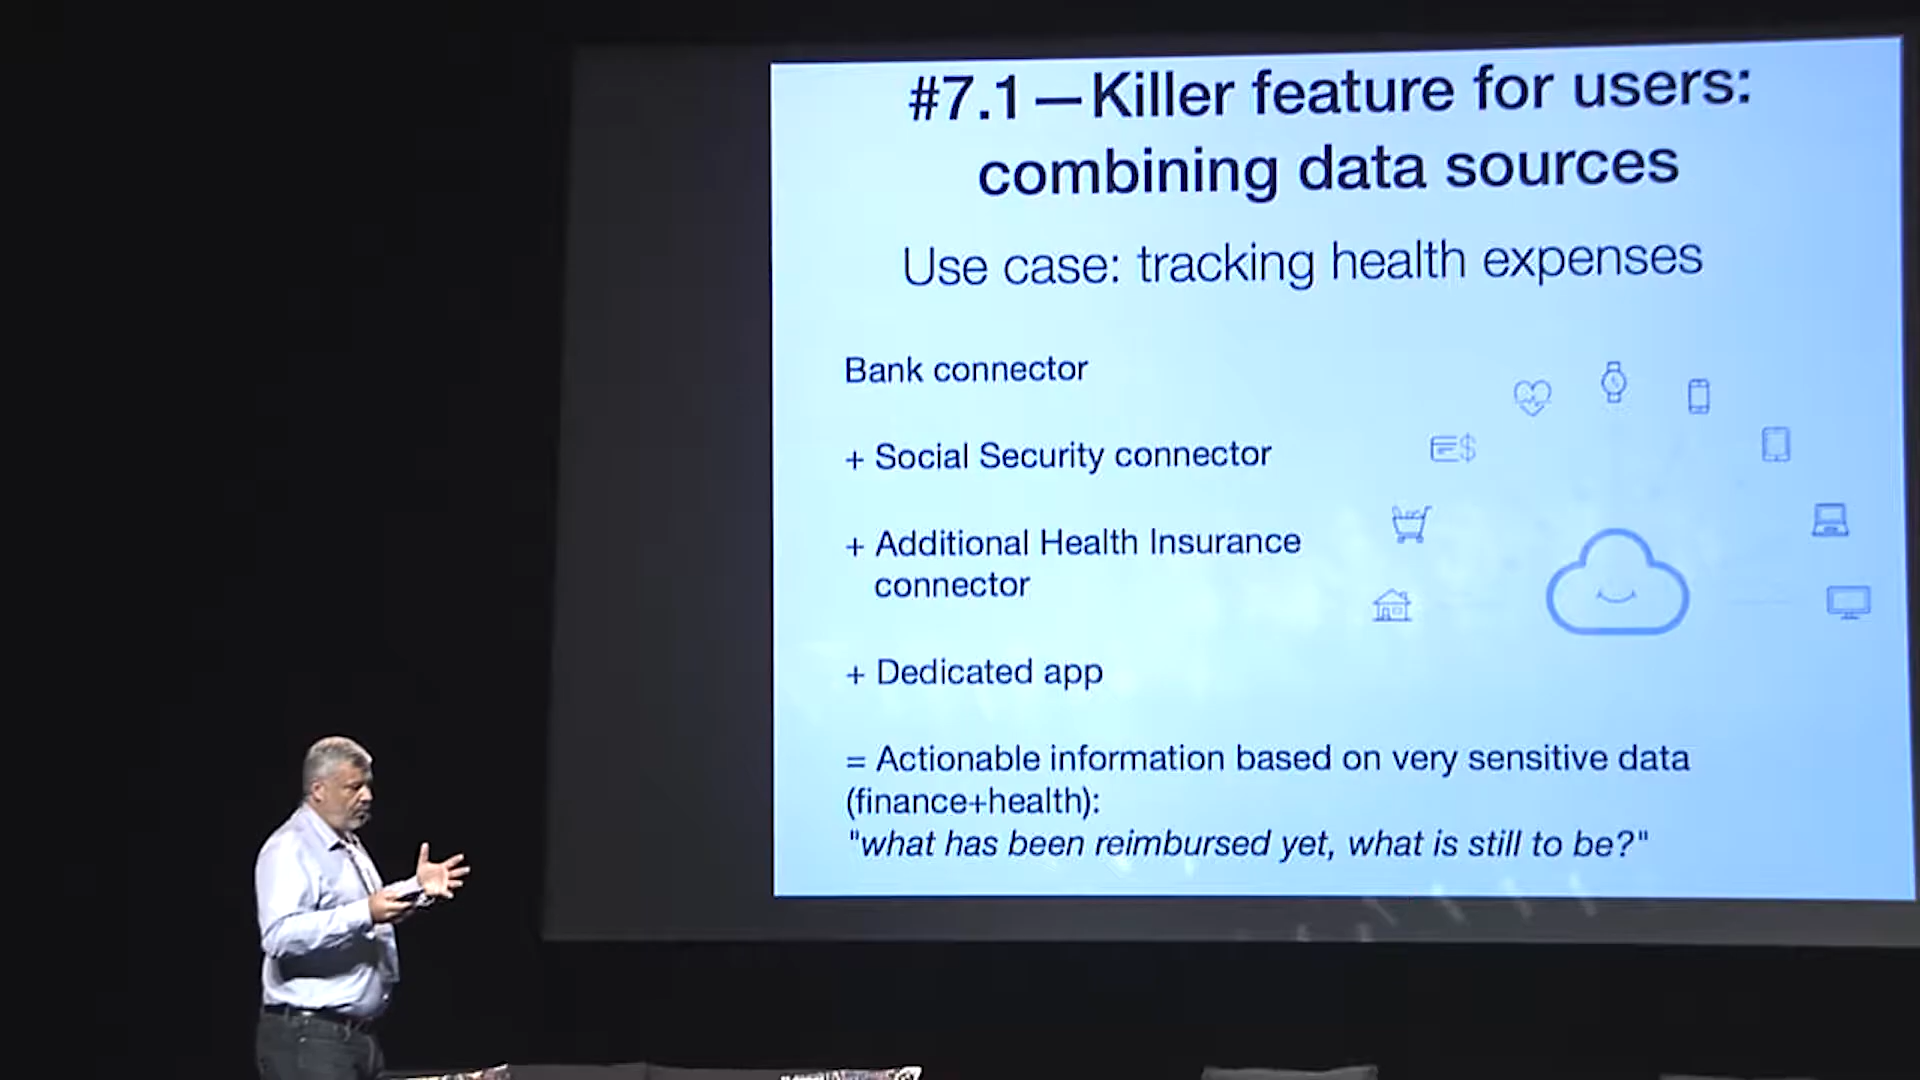 #7.1—Killer feature for users:
combining data sources
Use case: tracking health expenses
Bank connector
+ Social Security connector
+ Additional Health Insurance
connector
+ Dedicated app
= Actionable information based on very sensitive data
(finance+health):
"what has been reimbursed yet, what is still to be?"